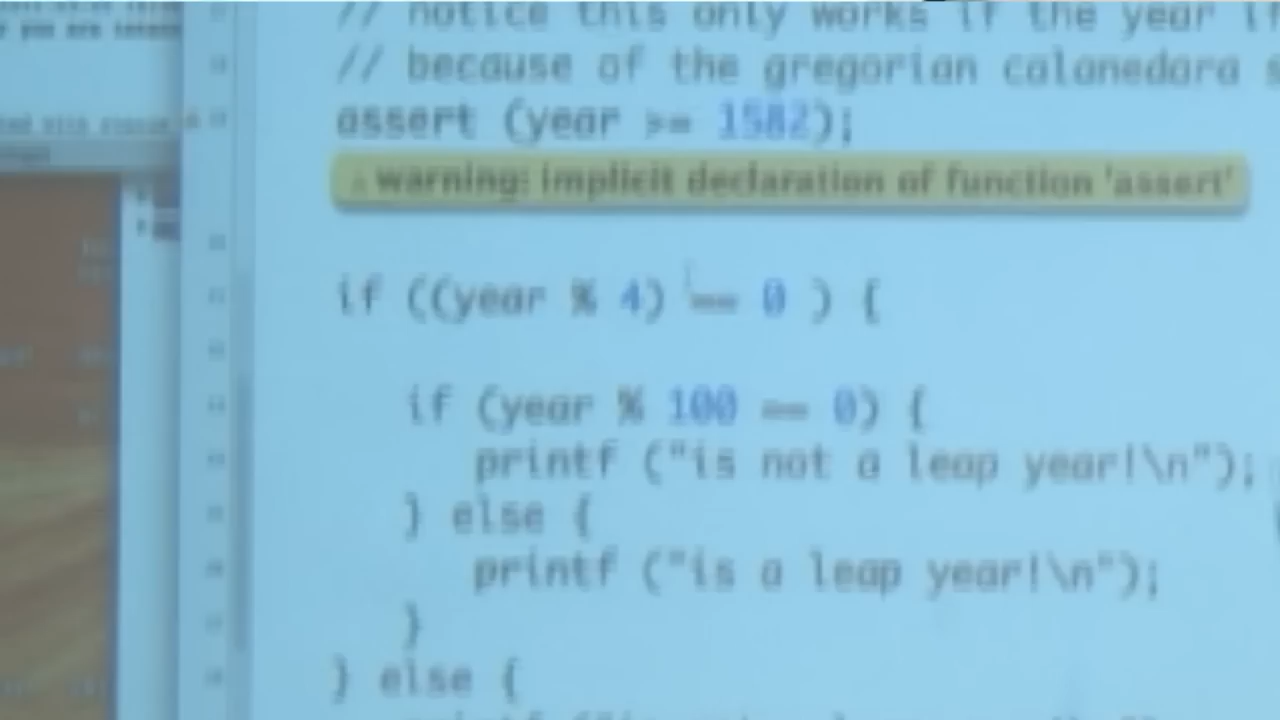 // notice this only works if the year
// because of the gregorian calanedara
assert (year >= 1582);
warning: implicit declaration of function 'assert'
if ((year % 4) == 0 ) {
if (year % 100 == 0) {
printf ("is not a leap year!\n");
} else {
printf ("is a leap year!\n");
}
} else {